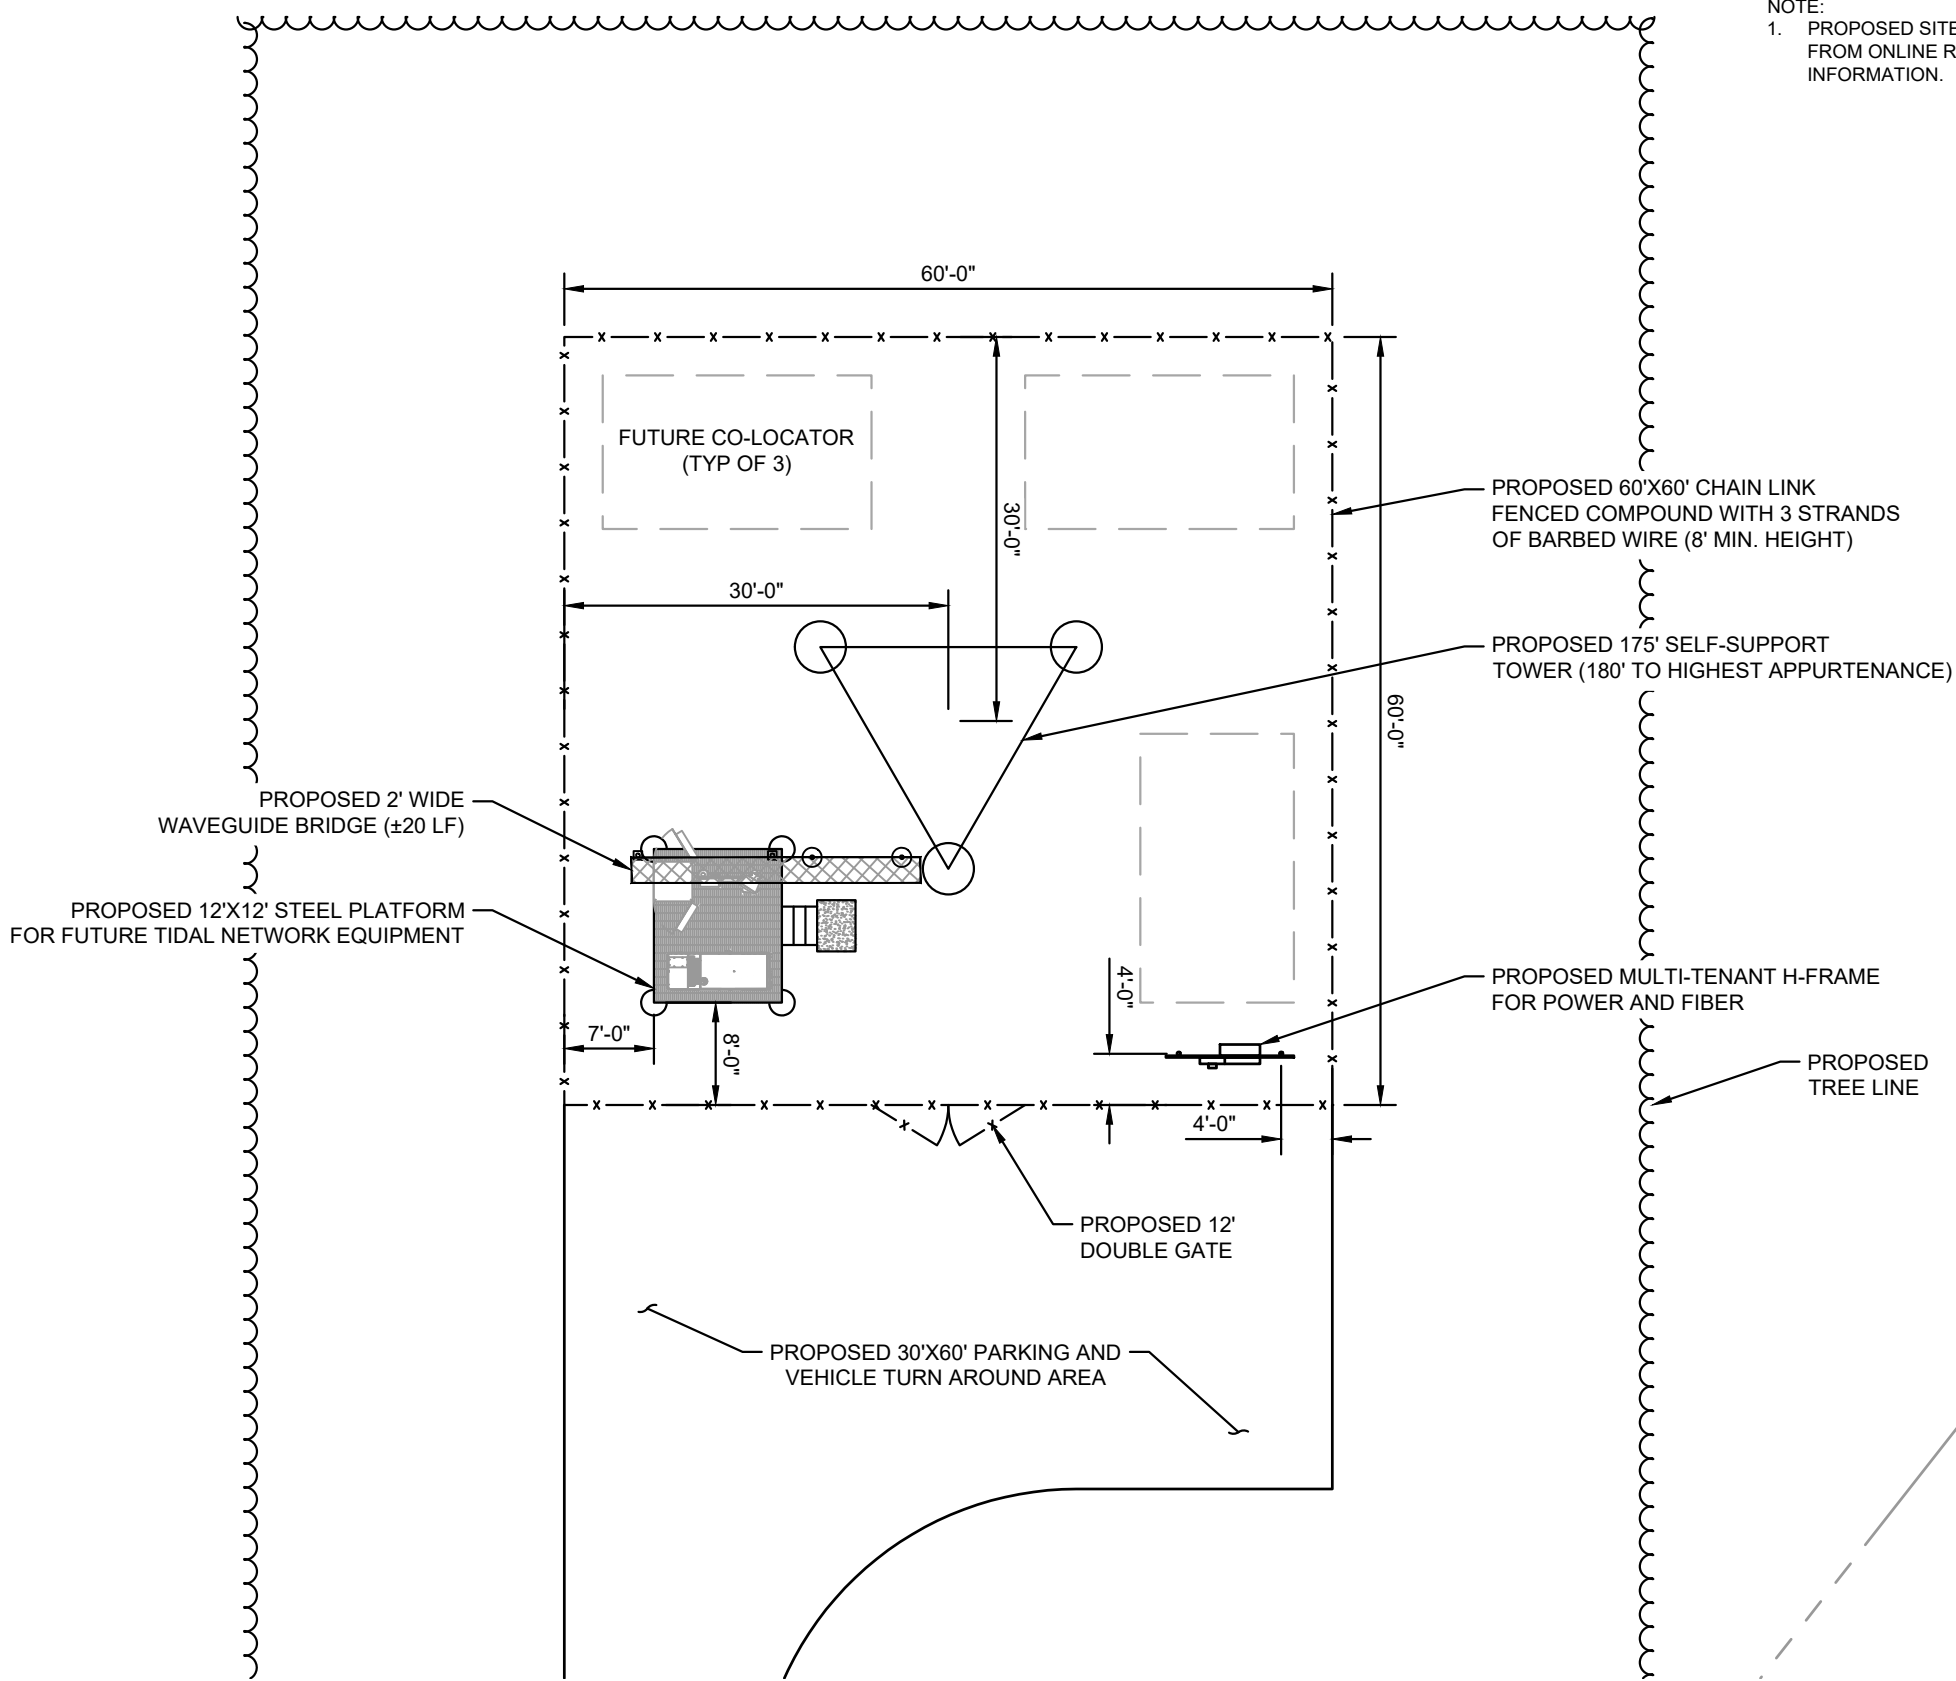 NOTE:
1. PROPOSED SITE
FROM ONLINE R
INFORMATION.
60'-0"
FUTURE CO-LOCATOR
(TYP OF 3)
30'-0"
PROPOSED 60'X60' CHAIN LINK
FENCED COMPOUND WITH 3 STRANDS
OF BARBED WIRE (8' MIN. HEIGHT)
30'-0"
PROPOSED 175' SELF-SUPPORT
TOWER (180' TO HIGHEST APPURTENANCE)
60'-0"
PROPOSED 2' WIDE
WAVEGUIDE BRIDGE (±20 LF)
PROPOSED 12'X12' STEEL PLATFORM
FOR FUTURE TIDAL NETWORK EQUIPMENT
4'-0"
PROPOSED MULTI-TENANT H-FRAME
FOR POWER AND FIBER
7'-0"
8'-0"
PROPOSED
TREE LINE
4'-0"
PROPOSED 12'
DOUBLE GATE
PROPOSED 30'X60' PARKING AND
VEHICLE TURN AROUND AREA